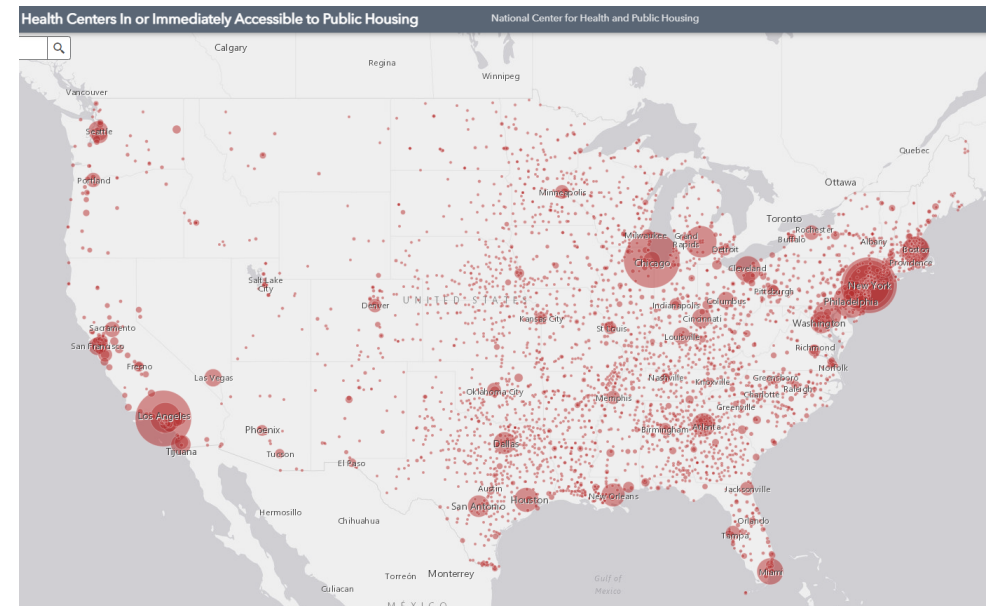 Health Centers In or Immediately Accessible to Public Housing
National Center for Health and Public Housing
Calgary
Regina
Winnipeg
Vancouver
Seattle
Quebec
Portland
Ottawa
Minneapolis
Toronto
Rochester
Buffalo
Albany
Boston
Providence
Milwaukee
Grand
Rapids
Detroit
Chicago
Cleveland
Salt Lake
City
New York
Pittsburgh
Philadelphia
Denver
UNITED STATES
Indianapolis
Columbus
Kansas City
Cincinnati
Washington
Sacramento
St Louis
Louisville
San Francisco
Richmond
Fresno
Norfolk
Las Vegas
Nashville
Knoxville
Greensboro
Raleigh
Oklahoma City
Memphis
Charlotte
Greenville
Los Angeles
Phoenix
Birmingham
Atlanta
Dallas
Tijuana
Tucson
El Paso
Austin
Jacksonville
New Orleans
Houston
San Antonio
Hermosillo
Chihuahua
Orlando
Tampa
Miami
Torreón
Monterrey
Gulf of
Mexico
Culiacan
MÉXICO